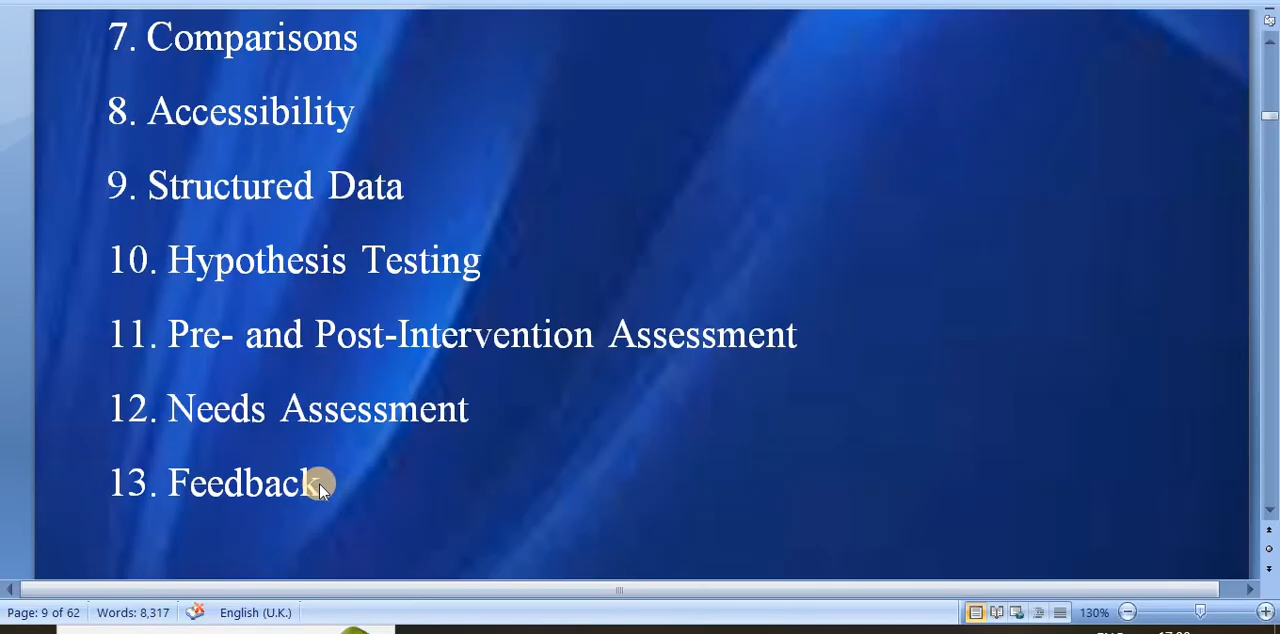 7. Comparisons
8. Accessibility
9. Structured Data
10. Hypothesis Testing
11. Pre- and Post-Intervention Assessment
12. Needs Assessment
13. Feedback
Page: 9 of 62 Words: 8,317 English (U.K.) 130%